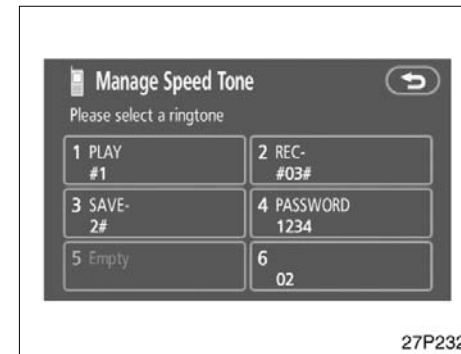 Manage Speed Tone
Please select a ringtone
1 PLAY
#1
2 REC-
#03#
3 SAVE-
2#
4 PASSWORD
1234
5 Empty
6
02
27P232